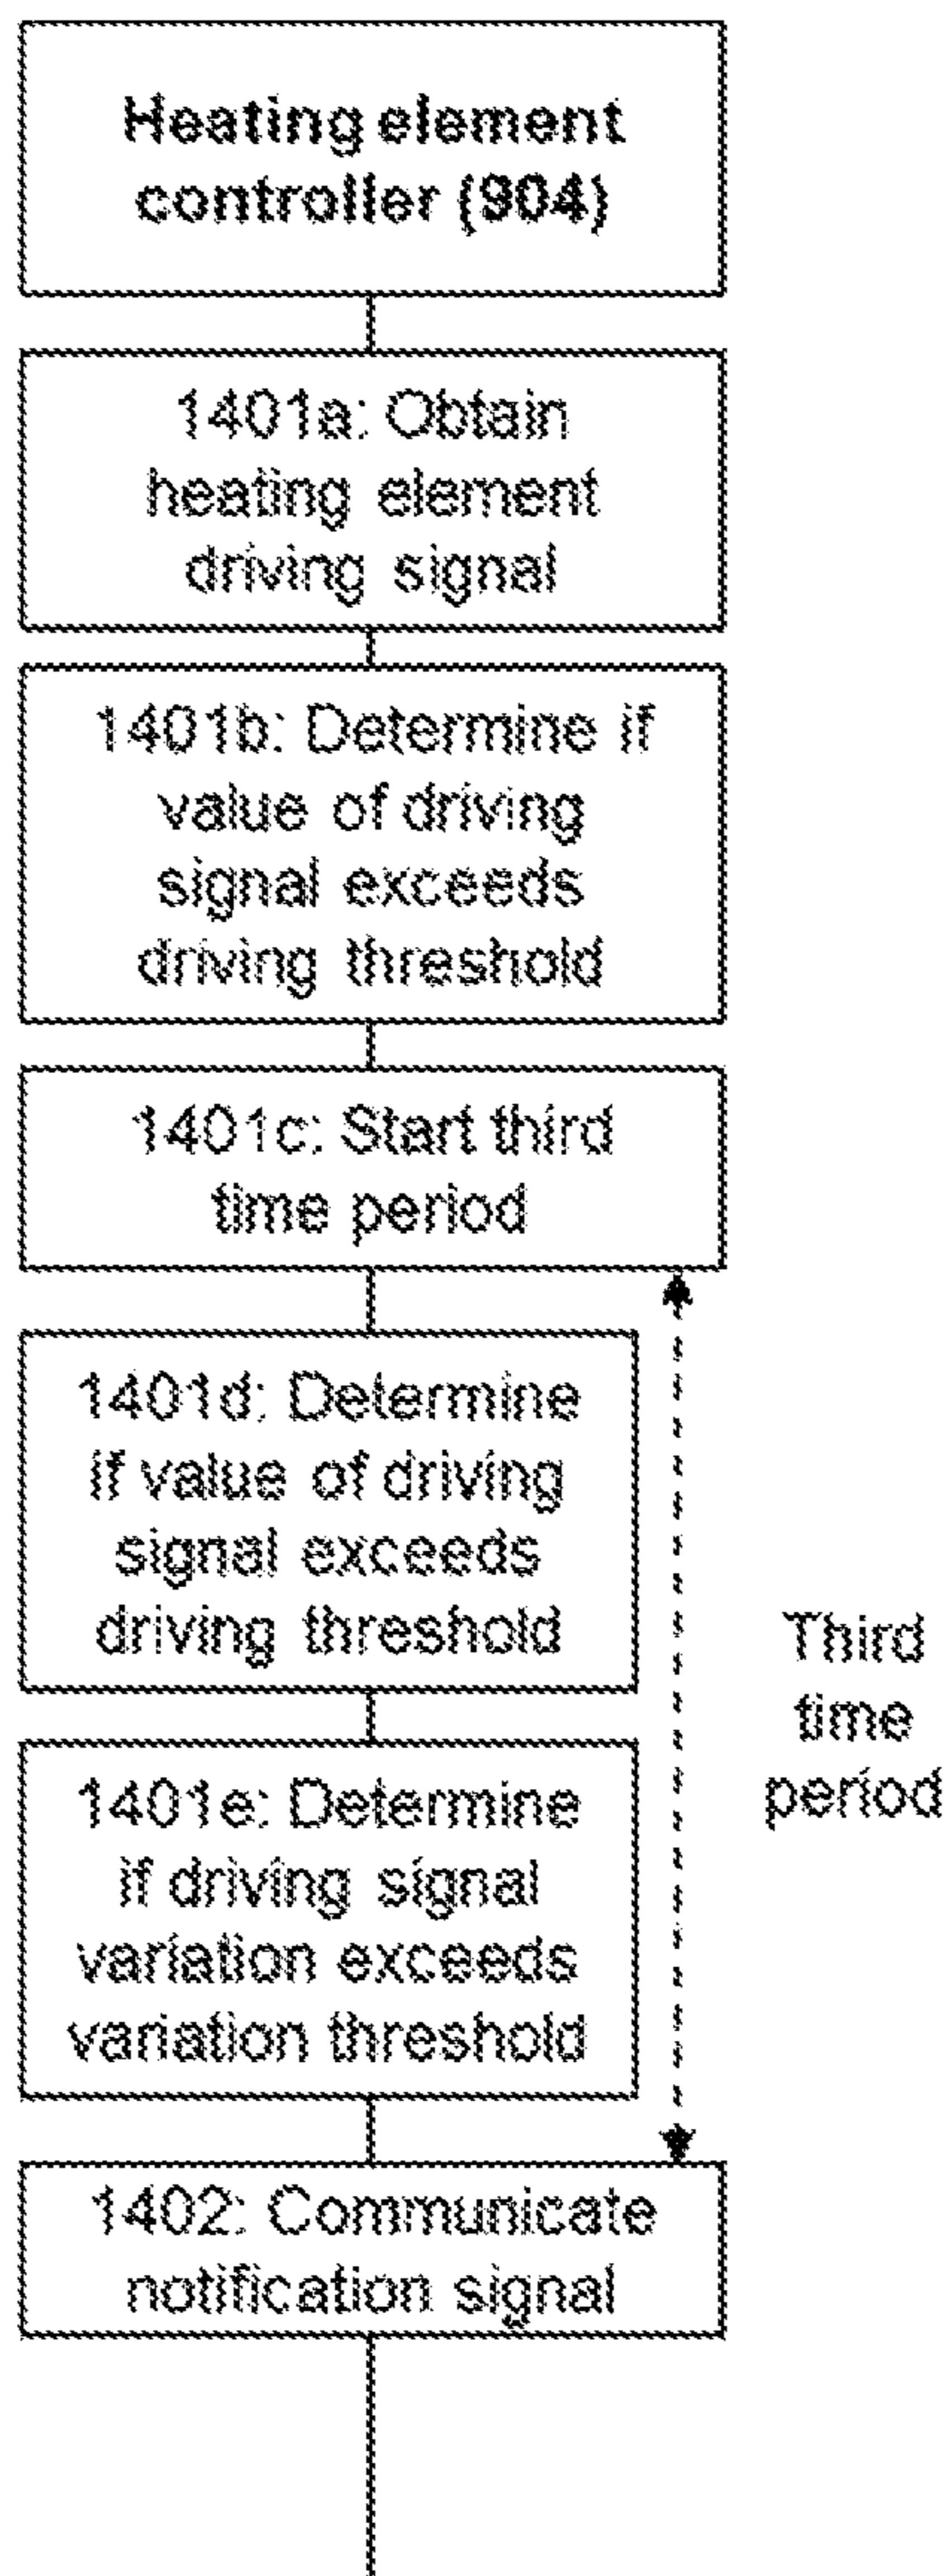 Heating element
controller (904)
1401a: Obtain
heating element
driving signal
1401b: Determine if
value of driving
signal exceeds
driving threshold
1401c: Start third
time period
1401d: Determine
if value of driving
signal exceeds
driving threshold
1401e: Determine
if driving signal
variation exceeds
variation threshold
Third
time
period
1402: Communicate
notification signal